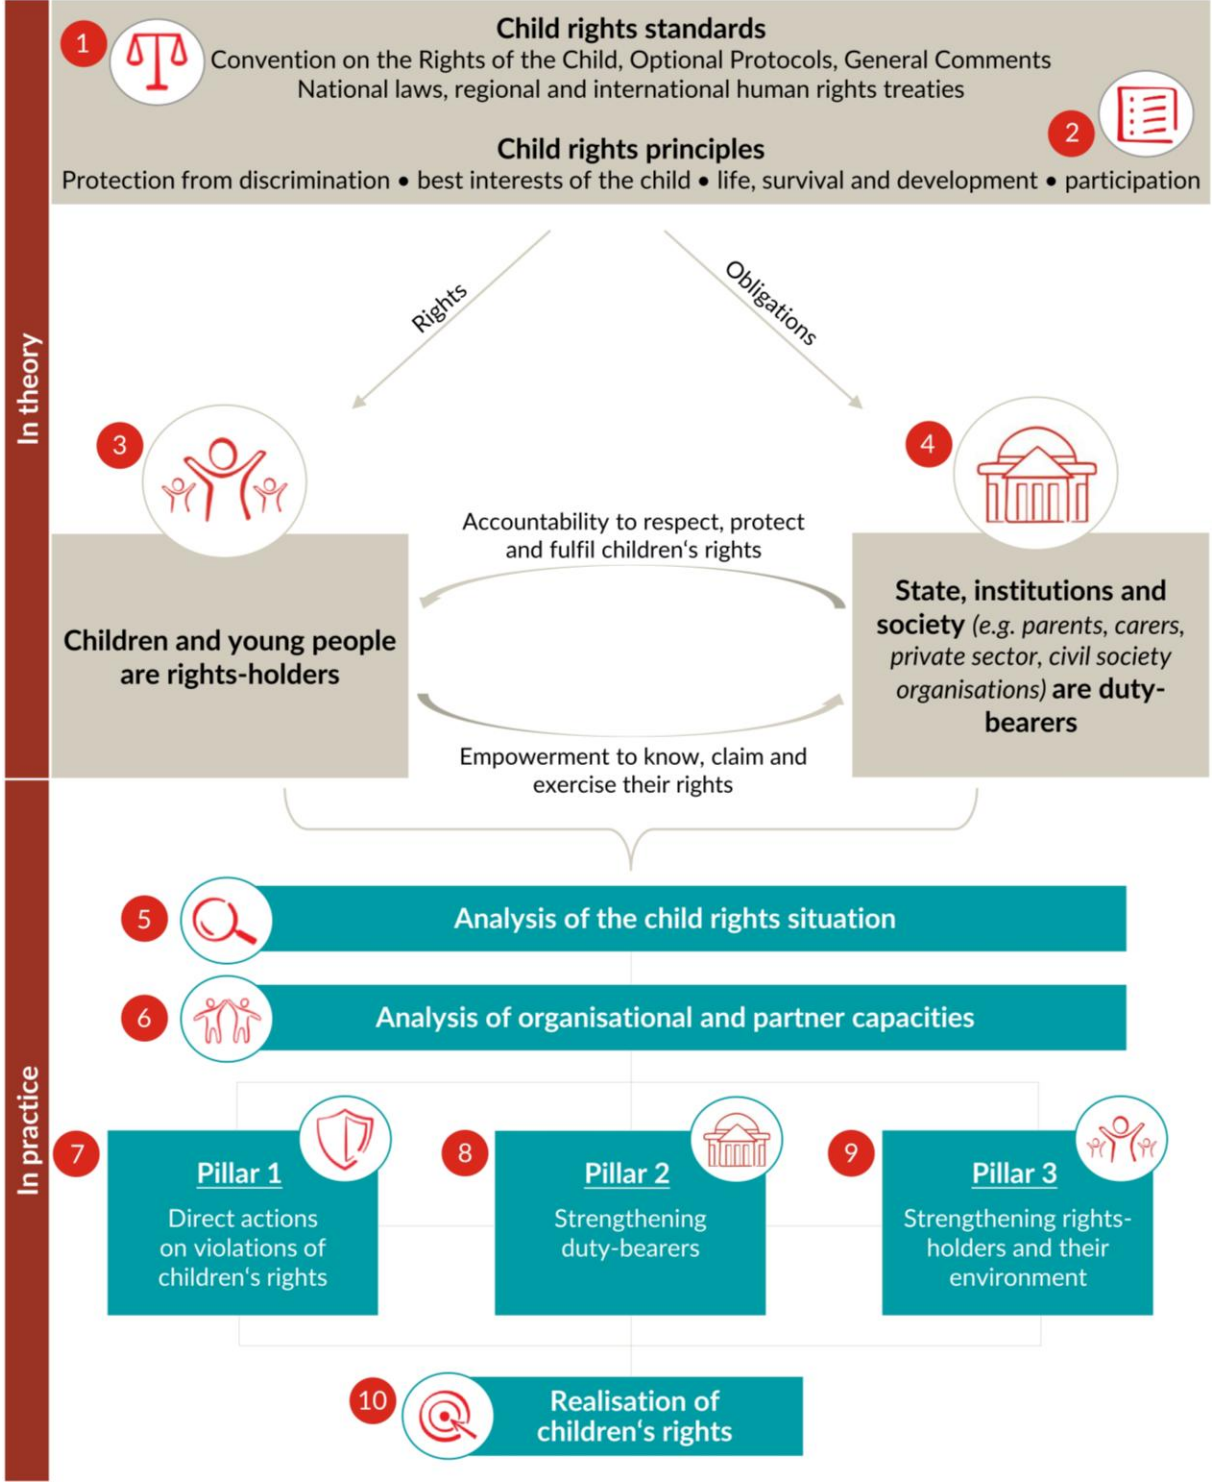 In theory
1
Child rights standards
Convention on the Rights of the Child, Optional Protocols, General Comments
National laws, regional and international human rights treaties
2
Child rights principles
Protection from discrimination • best interests of the child • life, survival and development • participation
Rights
Obligations
3
Children and young people
are rights-holders
4
State, institutions and
society (e.g. parents, carers,
private sector, civil society
organisations) are duty-
bearers
Accountability to respect, protect
and fulfil children‘s rights
Empowerment to know, claim and
exercise their rights
In practice
5
Analysis of the child rights situation
6
Analysis of organisational and partner capacities
7
Pillar 1
Direct actions
on violations of
children‘s rights
8
Pillar 2
Strengthening
duty-bearers
9
Pillar 3
Strengthening rights-
holders and their
environment
10
Realisation of
children‘s rights